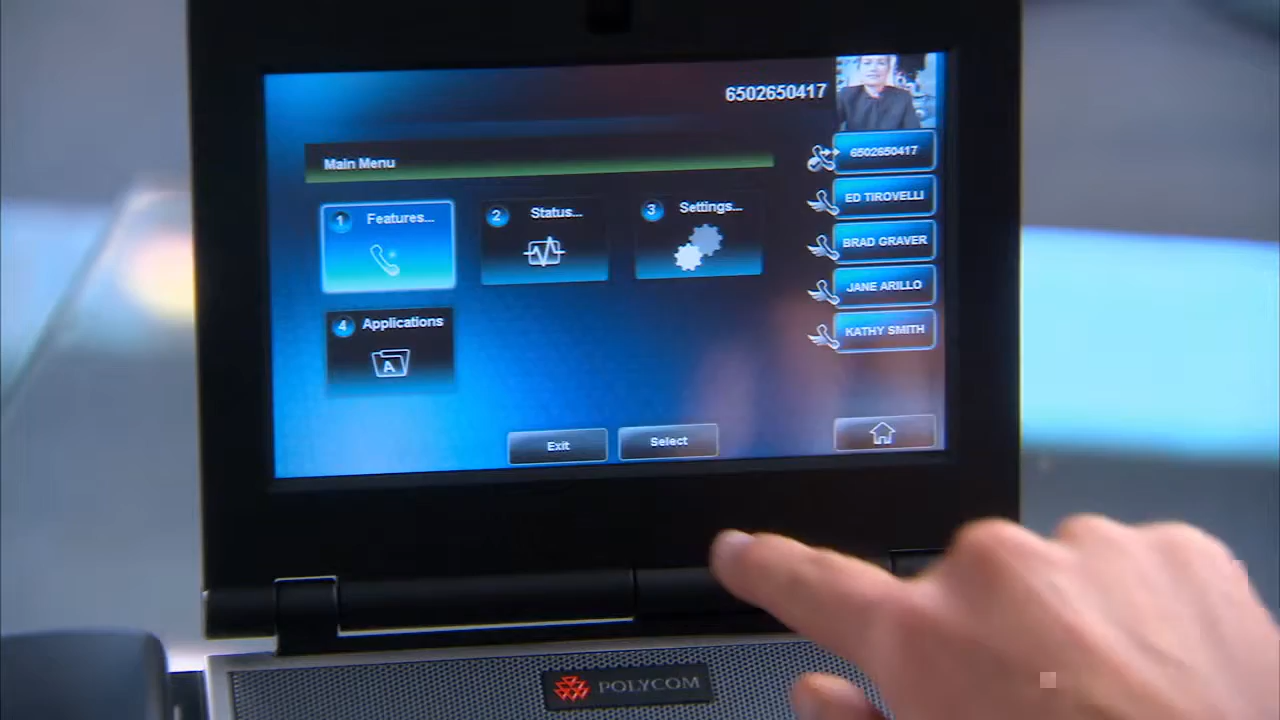 6502650417
Main Menu
6502650417
1 Features...
2 Status...
3 Settings...
ED TIROVELLI
BRAD GRAVER
JANE ARILLO
4 Applications
A
KATHY SMITH
Exit
Select
POLYCOM